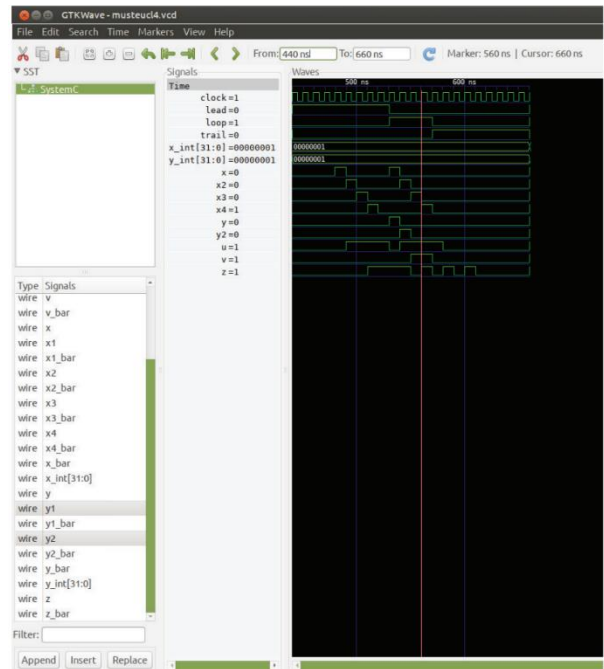 GTKWave - musteucl4.vcd
File Edit Search Time Markers View Help
From: 440 nsl To: 660 ns Marker: 560 ns | Cursor: 660 ns
SST
SystemC
Type Signals
wire v
wire v_bar
wire x
wire x1
wire x1_bar
wire x2
wire x2_bar
wire x3
wire x3_bar
wire x4
wire x4_bar
wire x_bar
wire x_int[31:0]
wire y
wire y1
wire y1_bar
wire y2
wire y2_bar
wire y_bar
wire y_int[31:0]
wire z
wire z_bar
Filter:
Append Insert Replace
Signals
Time
clock=1
lead=0
loop=1
trail=0
x_int[31:0]=00000001
y_int[31:0]=00000001
x=0
x2=0
x3=0
x4=1
y=0
y2=0
u=1
v=1
z=1
Waves
500 ns 600 ns
00000001
00000001